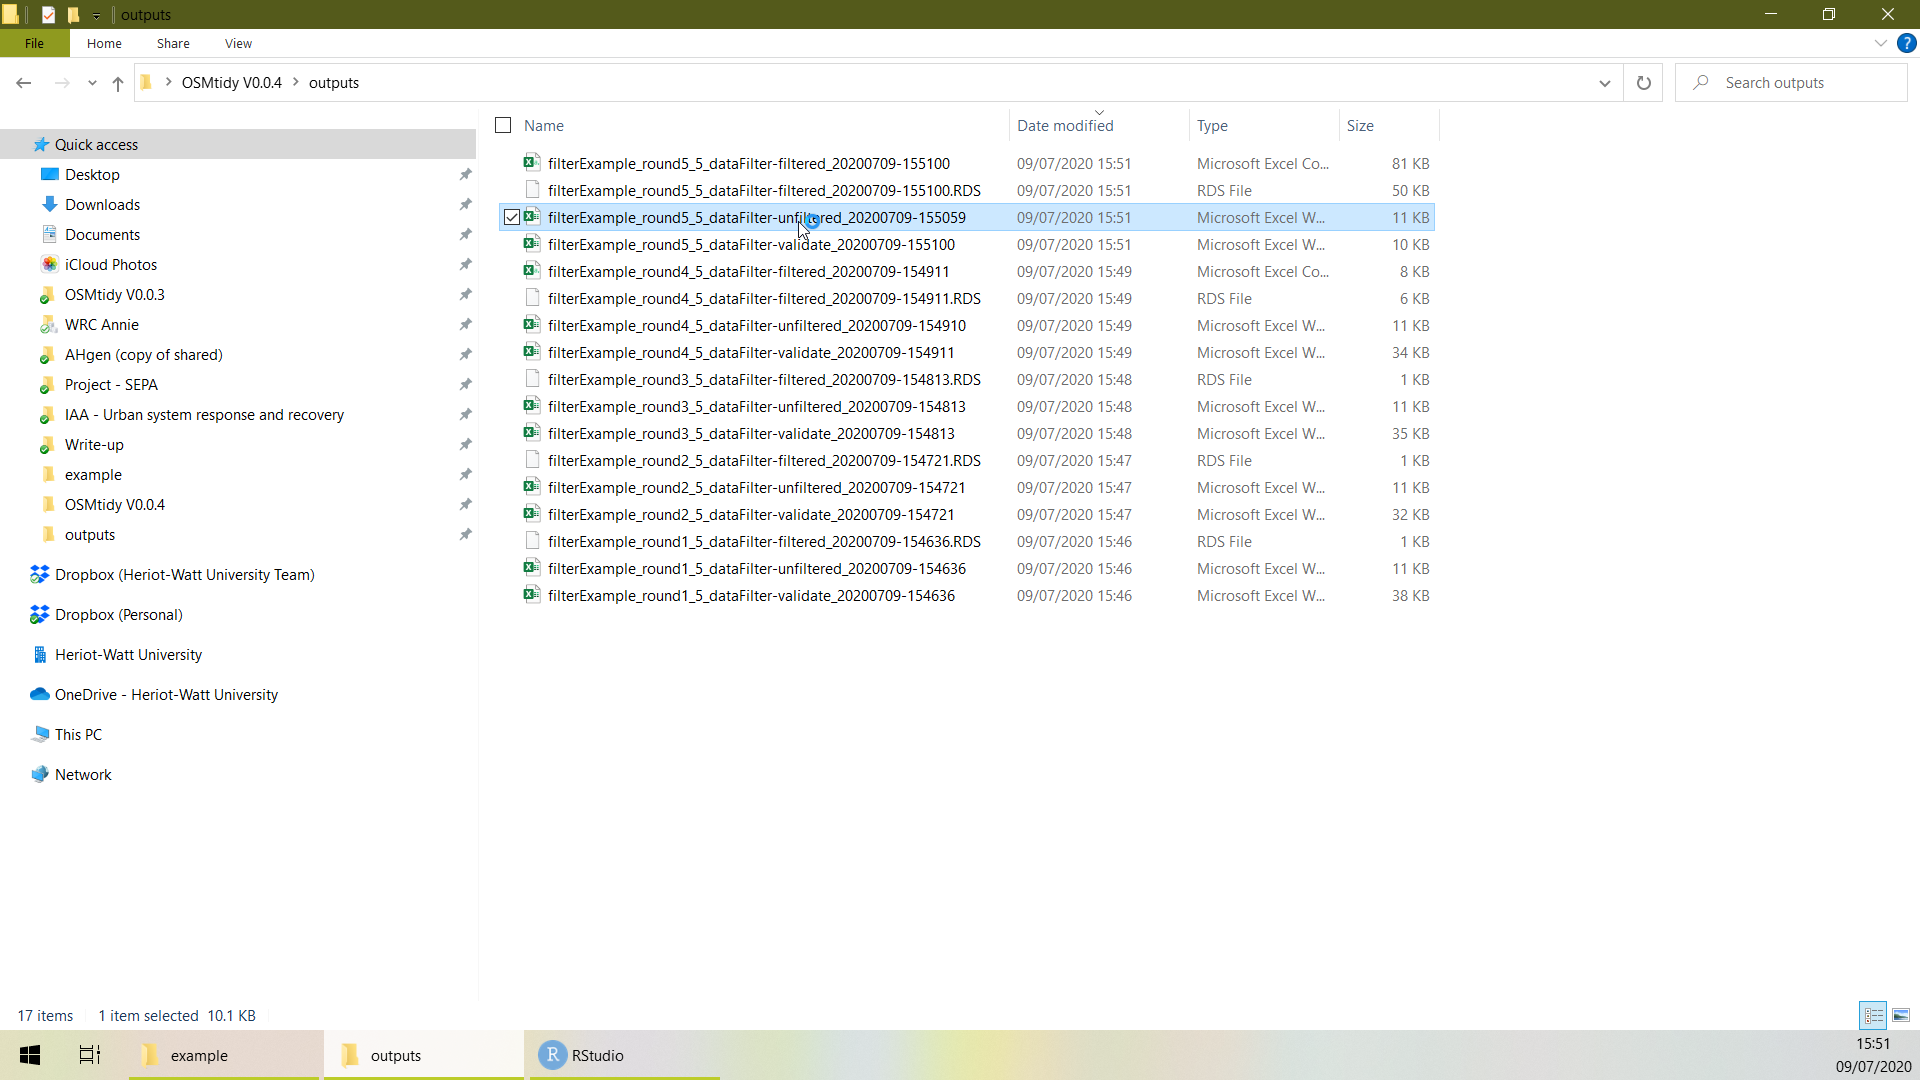 outputs
File Home Share View
OSMtidy V0.0.4 outputs
Search outputs
Name Date modified Type Size
Quick access
Desktop
Downloads
Documents
iCloud Photos
OSMtidy V0.0.3
WRC Annie
AHgen (copy of shared)
Project - SEPA
IAA - Urban system response and recovery
Write-up
example
OSMtidy V0.0.4
outputs
Dropbox (Heriot-Watt University Team)
Dropbox (Personal)
Heriot-Watt University
OneDrive - Heriot-Watt University
This PC
Network
filterExample_round5_5_dataFilter-filtered_20200709-155100 09/07/2020 15:51 Microsoft Excel Co... 81 KB
filterExample_round5_5_dataFilter-filtered_20200709-155100.RDS 09/07/2020 15:51 RDS File 50 KB
filterExample_round5_5_dataFilter-unfiltered_20200709-155059 09/07/2020 15:51 Microsoft Excel W... 11 KB
filterExample_round5_5_dataFilter-validate_20200709-155100 09/07/2020 15:51 Microsoft Excel W... 10 KB
filterExample_round4_5_dataFilter-filtered_20200709-154911 09/07/2020 15:49 Microsoft Excel Co... 8 KB
filterExample_round4_5_dataFilter-filtered_20200709-154911.RDS 09/07/2020 15:49 RDS File 6 KB
filterExample_round4_5_dataFilter-unfiltered_20200709-154910 09/07/2020 15:49 Microsoft Excel W... 11 KB
filterExample_round4_5_dataFilter-validate_20200709-154911 09/07/2020 15:49 Microsoft Excel W... 34 KB
filterExample_round3_5_dataFilter-filtered_20200709-154813.RDS 09/07/2020 15:48 RDS File 1 KB
filterExample_round3_5_dataFilter-unfiltered_20200709-154813 09/07/2020 15:48 Microsoft Excel W... 11 KB
filterExample_round3_5_dataFilter-validate_20200709-154813 09/07/2020 15:48 Microsoft Excel W... 35 KB
filterExample_round2_5_dataFilter-filtered_20200709-154721.RDS 09/07/2020 15:47 RDS File 1 KB
filterExample_round2_5_dataFilter-unfiltered_20200709-154721 09/07/2020 15:47 Microsoft Excel W... 11 KB
filterExample_round2_5_dataFilter-validate_20200709-154721 09/07/2020 15:47 Microsoft Excel W... 32 KB
filterExample_round1_5_dataFilter-filtered_20200709-154636.RDS 09/07/2020 15:46 RDS File 1 KB
filterExample_round1_5_dataFilter-unfiltered_20200709-154636 09/07/2020 15:46 Microsoft Excel W... 11 KB
filterExample_round1_5_dataFilter-validate_20200709-154636 09/07/2020 15:46 Microsoft Excel W... 38 KB
17 items 1 item selected 10.1 KB
example outputs R RStudio
15:51
09/07/2020